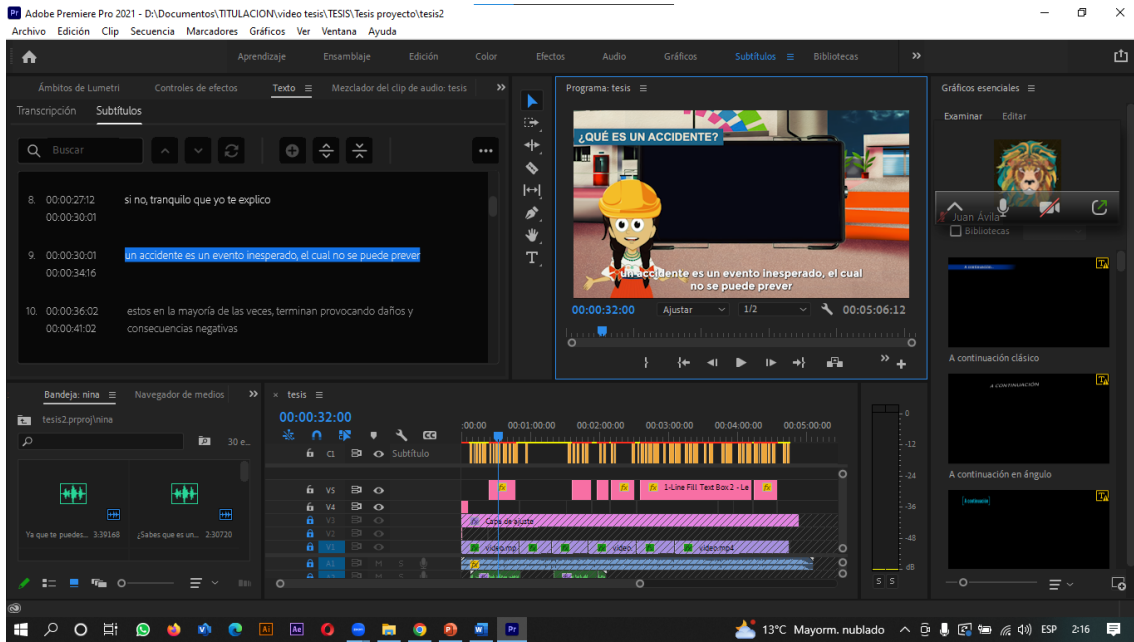 Adobe Premiere Pro 2021 - D:\Documentos\TITULACION\video tesis\TESIS\Tesis proyecto\tesis2
Archivo Edición Clip Secuencia Marcadores Gráficos Ver Ventana Ayuda
Aprendizaje Ensamblaje Edición Color Efectos Audio Gráficos Subtítulos Bibliotecas
Ámbitos de Lumetri Controles de efectos Texto Mezclador del clip de audio: tesis
Transcripción Subtítulos
Buscar
8. 00:00:27:12 si no, tranquilo que yo te explico
00:00:30:01
9. 00:00:30:01 un accidente es un evento inesperado, el cual no se puede prever
00:00:34:16
10. 00:00:36:02 estos en la mayoría de las veces, terminan provocando daños y
00:00:41:02 consecuencias negativas
Programa: tesis
¿QUÉ ES UN ACCIDENTE?
un accidente es un evento inesperado, el cual
no se puede prever
00:00:32:00 Ajustar 1/2 00:05:06:12
Gráficos esenciales
Examinar Editar
Juan Ávila
Bibliotecas
A continuación clásico
A CONTINUACIÓN
A continuación en ángulo
Bandeja: nina Navegador de medios
tesis2.prproj\nina
30 e...
Ya que te puedes... 3:39168 ¿Sabes que es un... 2:30720
tesis
00:00:32:00
:00:00 00:01:00:00 00:02:00:00 00:03:00:00 00:04:00:00 00:05:00:00
C1 Subtítulo
V5 1-Line Fill Text Box 2 - Le
V4
V3 Capa de ajuste
V2
V1 video.mp video video.mp4
A1 M S
0
-12
-24
-36
-48
dB
S S
13°C Mayorm. nublado ESP 2:16